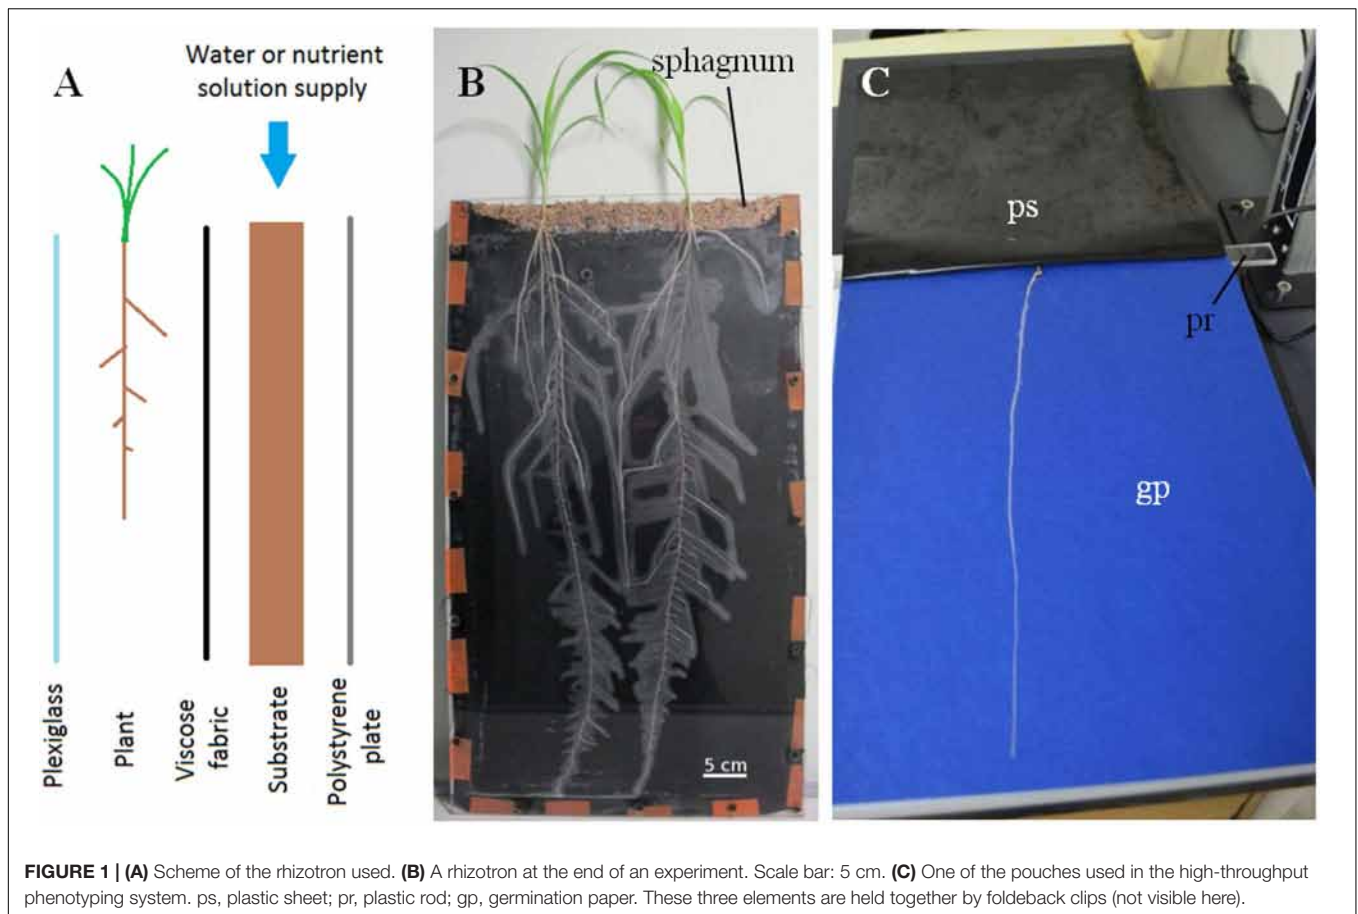 A
Water or nutrient
solution supply
Plexiglass
Plant
Viscose
fabric
Substrate
Polystyrene
plate
B
sphagnum
5 cm
C
ps
pr
gp
FIGURE 1 | (A) Scheme of the rhizotron used. (B) A rhizotron at the end of an experiment. Scale bar: 5 cm. (C) One of the pouches used in the high-throughput
phenotyping system. ps, plastic sheet; pr, plastic rod; gp, germination paper. These three elements are held together by foldeback clips (not visible here).